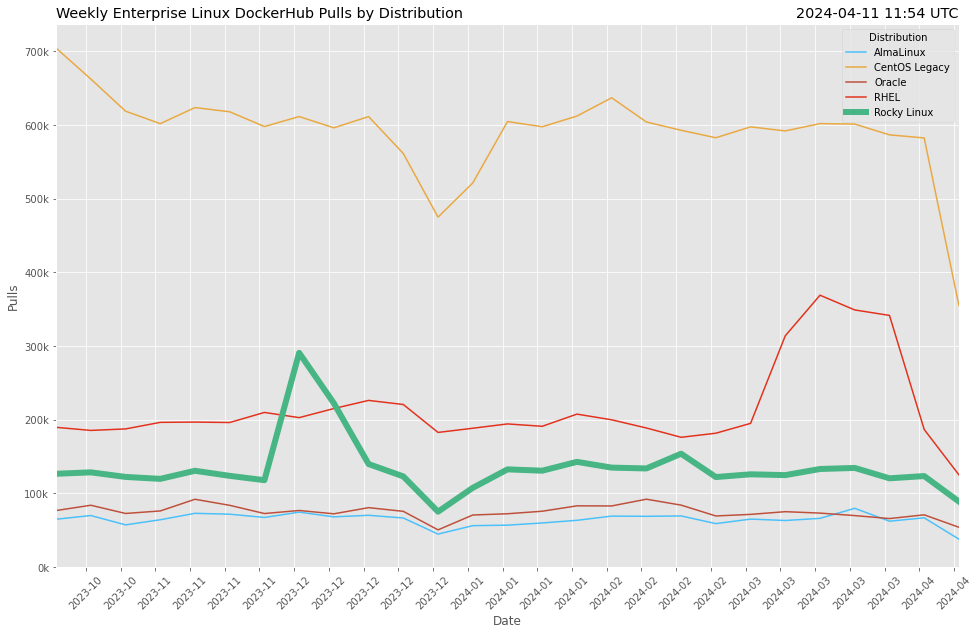 Weekly Enterprise Linux DockerHub Pulls by Distribution
2024-04-11 11:54 UTC
Distribution
AlmaLinux
CentOS Legacy
Oracle
RHEL
Rocky Linux
700k
600k
500k
400k
300k
200k
100k
0k
Pulls
2023-10
2023-10
2023-11
2023-11
2023-11
2023-11
2023-12
2023-12
2023-12
2023-12
2023-12
2024-01
2024-01
2024-01
2024-01
2024-02
2024-02
2024-02
2024-02
2024-03
2024-03
2024-03
2024-03
2024-03
2024-04
2024-04
Date